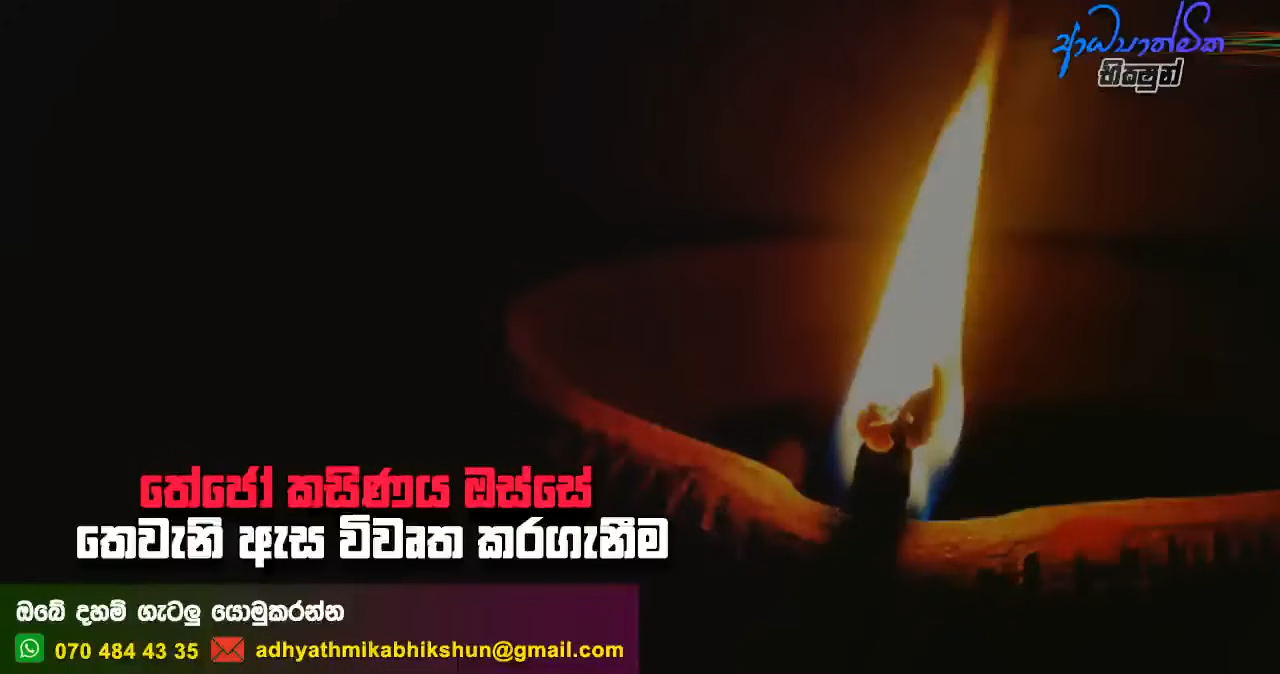 ආධ්‍යාත්මික
භික්ෂූන්
තේජෝ කසිණය ඔස්සේ
තෙවැනි ඇස විවෘත කරගැනීම
ඔබේ දහම් ගැටලු යොමුකරන්න
070 484 43 35 adhyathmikabhikshun@gmail.com